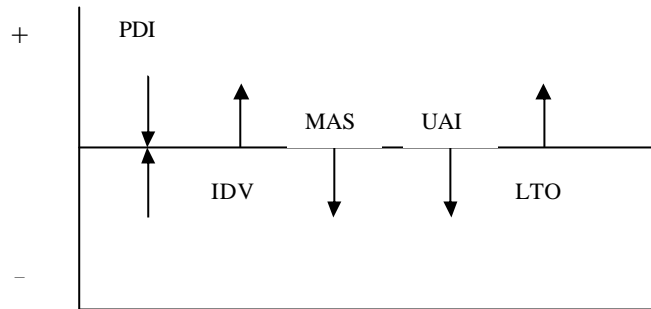 +
PDI
MAS UAI
IDV LTO
–